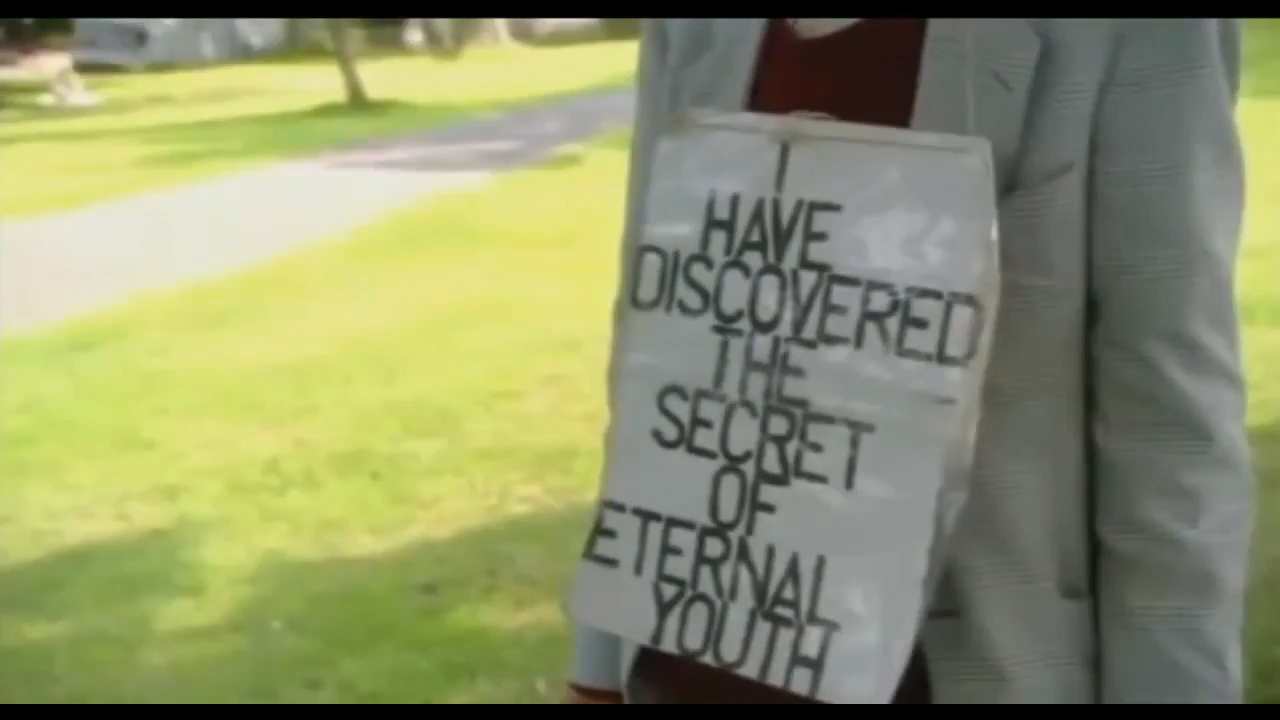 I
HAVE
DISCOVERED
THE
SECRET
OF
ETERNAL
YOUTH